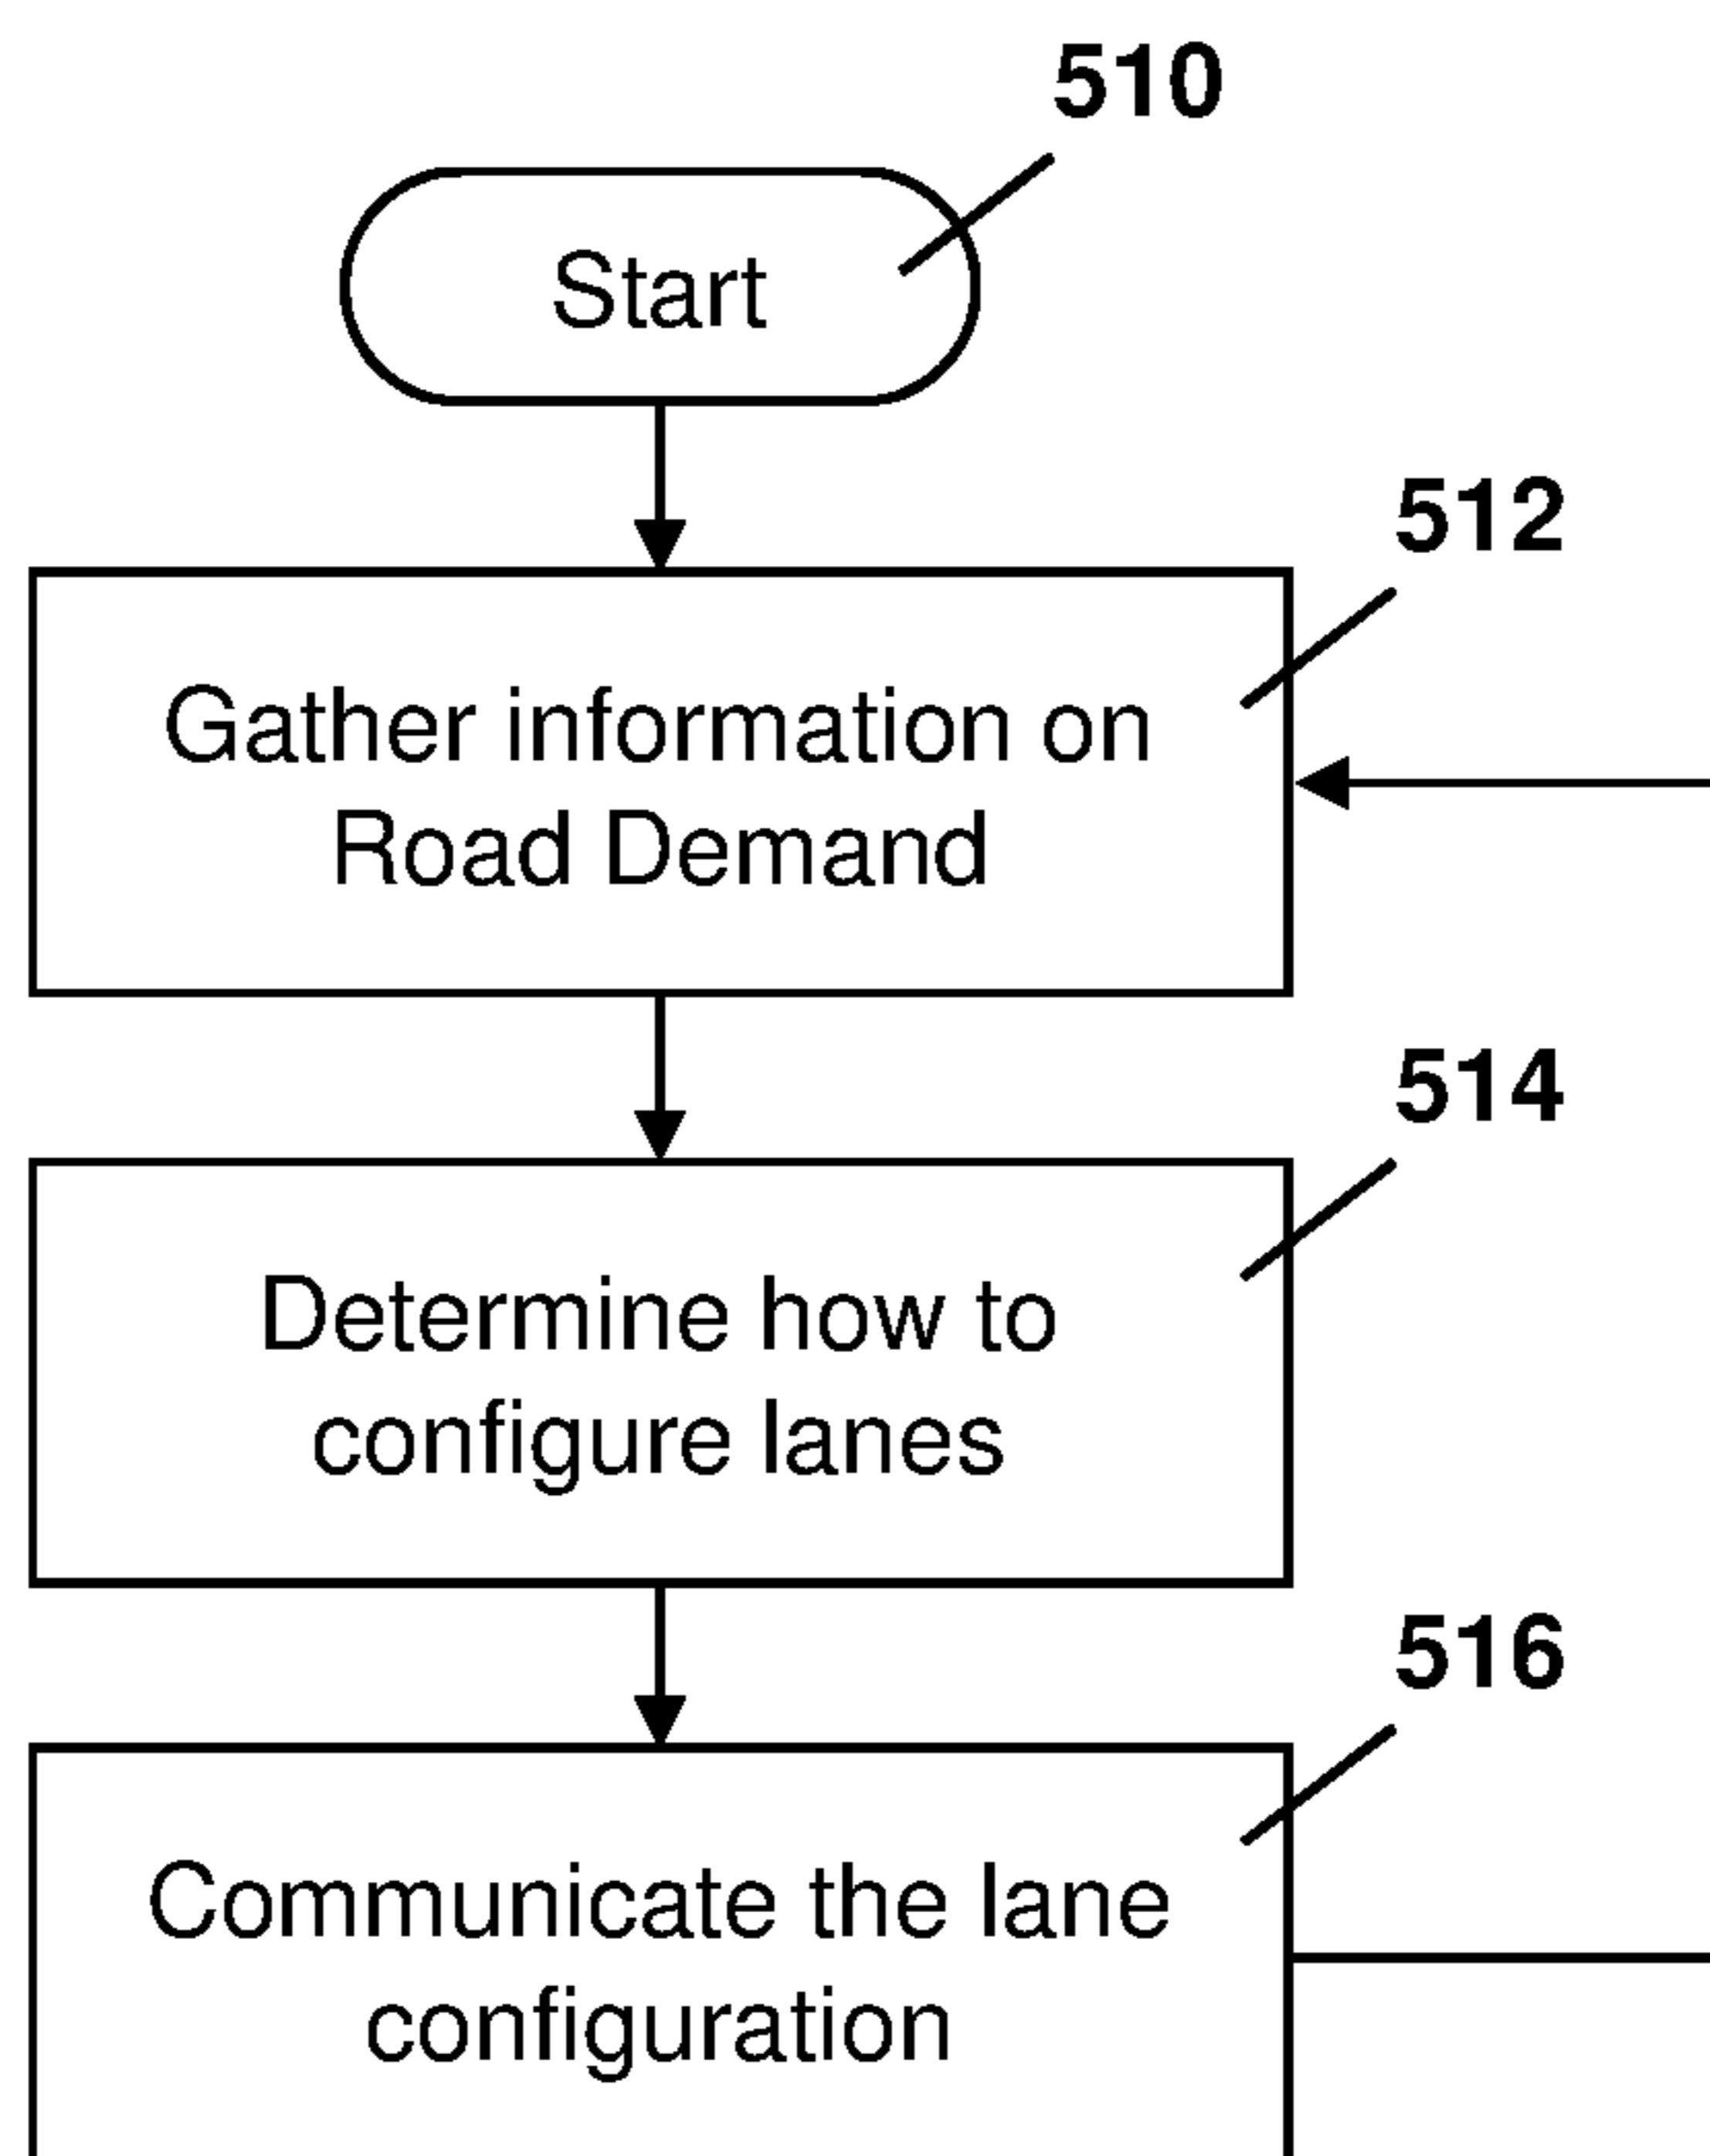 510
Start
512
Gather information on
Road Demand
514
Determine how to
configure lanes
516
Communicate the lane
configuration